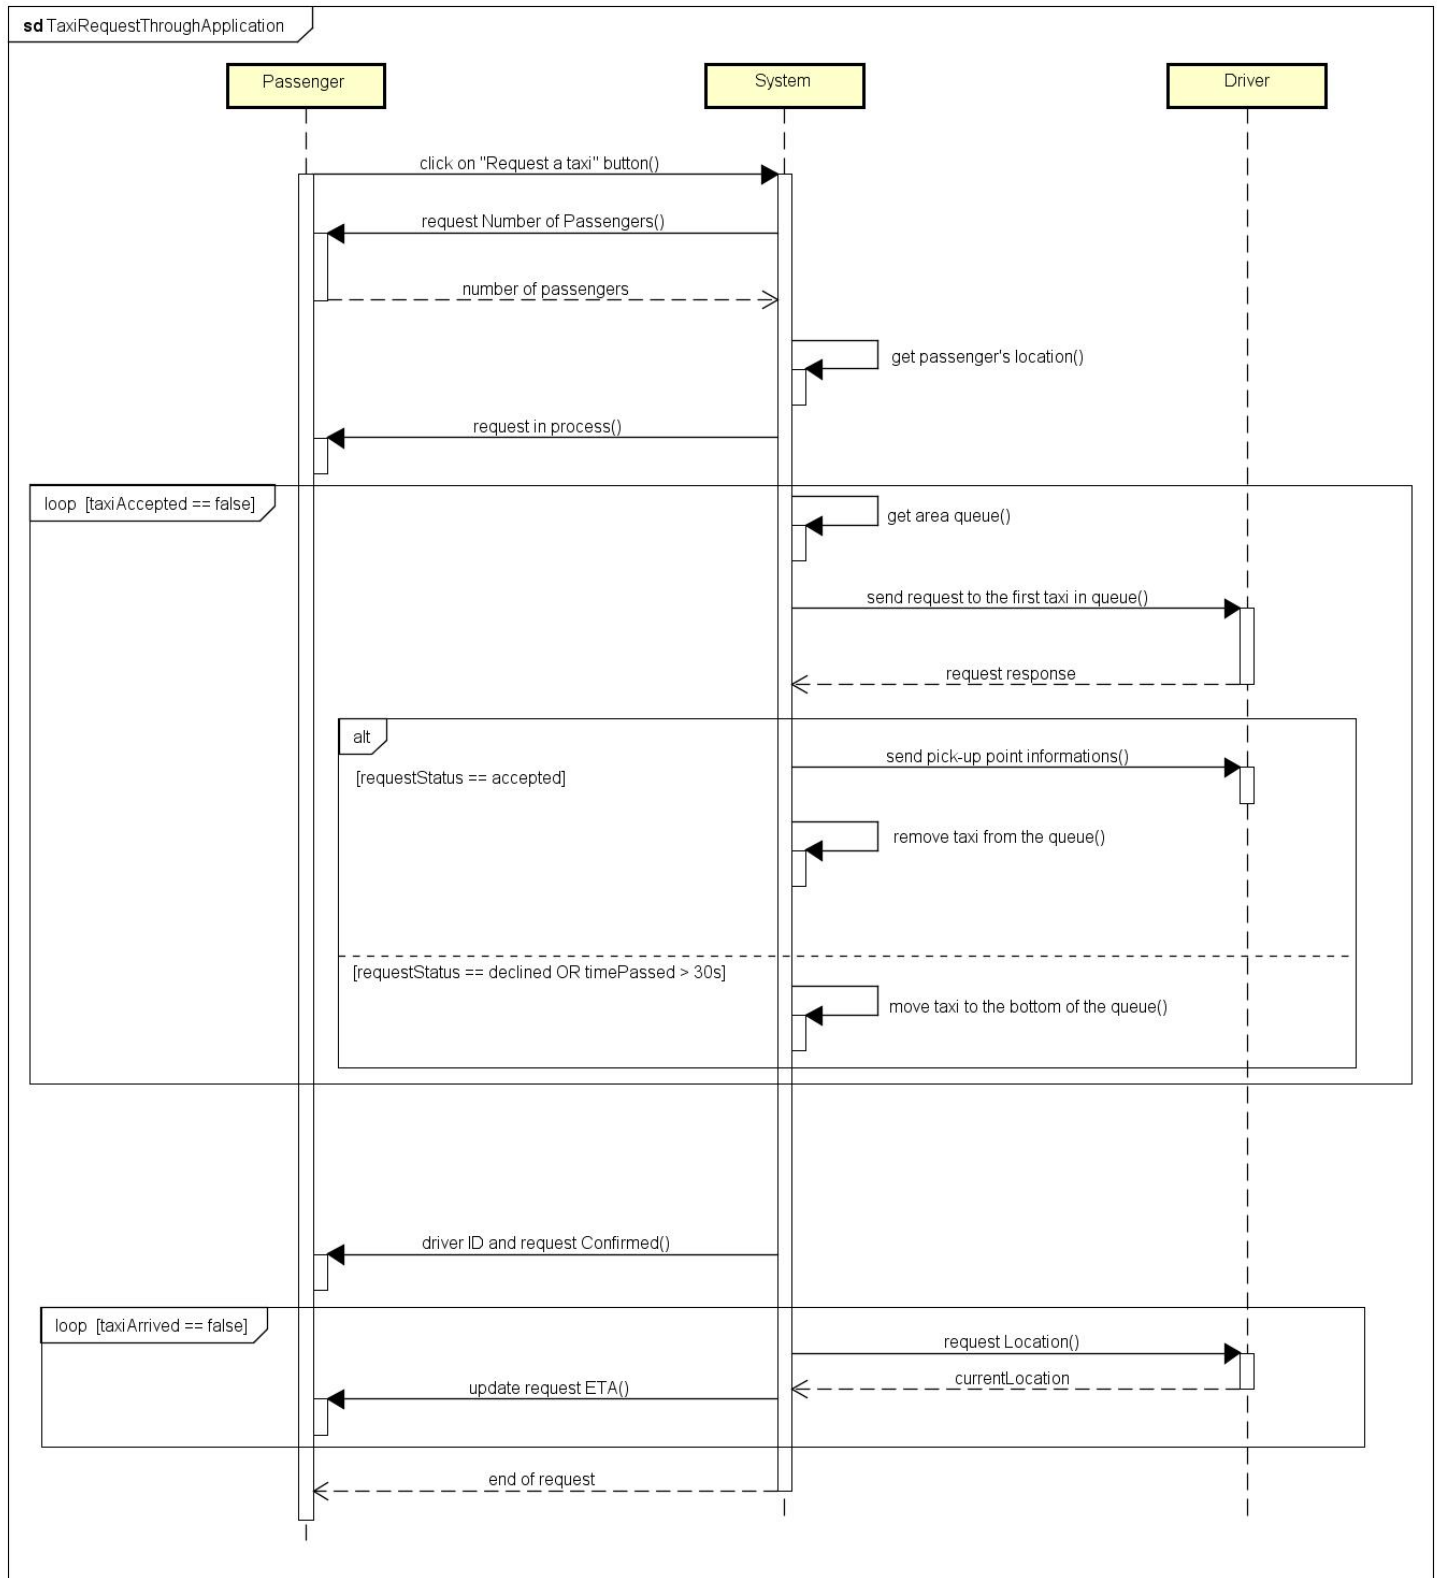 sd TaxiRequestThroughApplication
Passenger
System
Driver
click on "Request a taxi" button()
request Number of Passengers()
number of passengers
get passenger's location()
request in process()
loop [taxiAccepted == false]
get area queue()
send request to the first taxi in queue()
request response
alt
send pick-up point informations()
[requestStatus == accepted]
remove taxi from the queue()
[requestStatus == declined OR timePassed > 30s]
move taxi to the bottom of the queue()
driver ID and request Confirmed()
loop [taxiArrived == false]
request Location()
currentLocation
update request ETA()
end of request